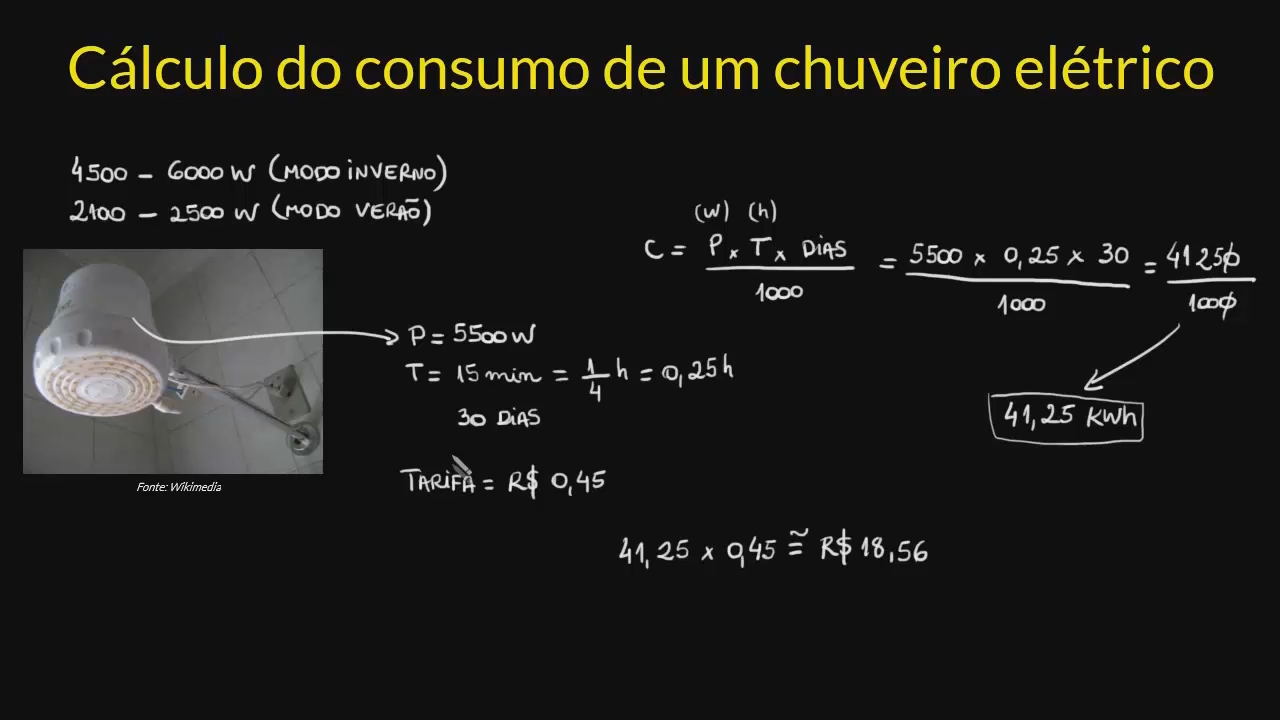 Cálculo do consumo de um chuveiro elétrico
4500 - 6000 W (MODO INVERNO)
2100 - 2500 W (MODO VERÃO)
(W) (h)
C = P x T x DIAS / 1000 = 5500 x 0,25 x 30 / 1000 = 41250 / 1000
P = 5500 W
T = 15 min = 1/4 h = 0,25 h
30 DIAS
41,25 KWh
TARIFA = R$ 0,45
Fonte: Wikimedia
41,25 x 0,45 ≅ R$ 18,56